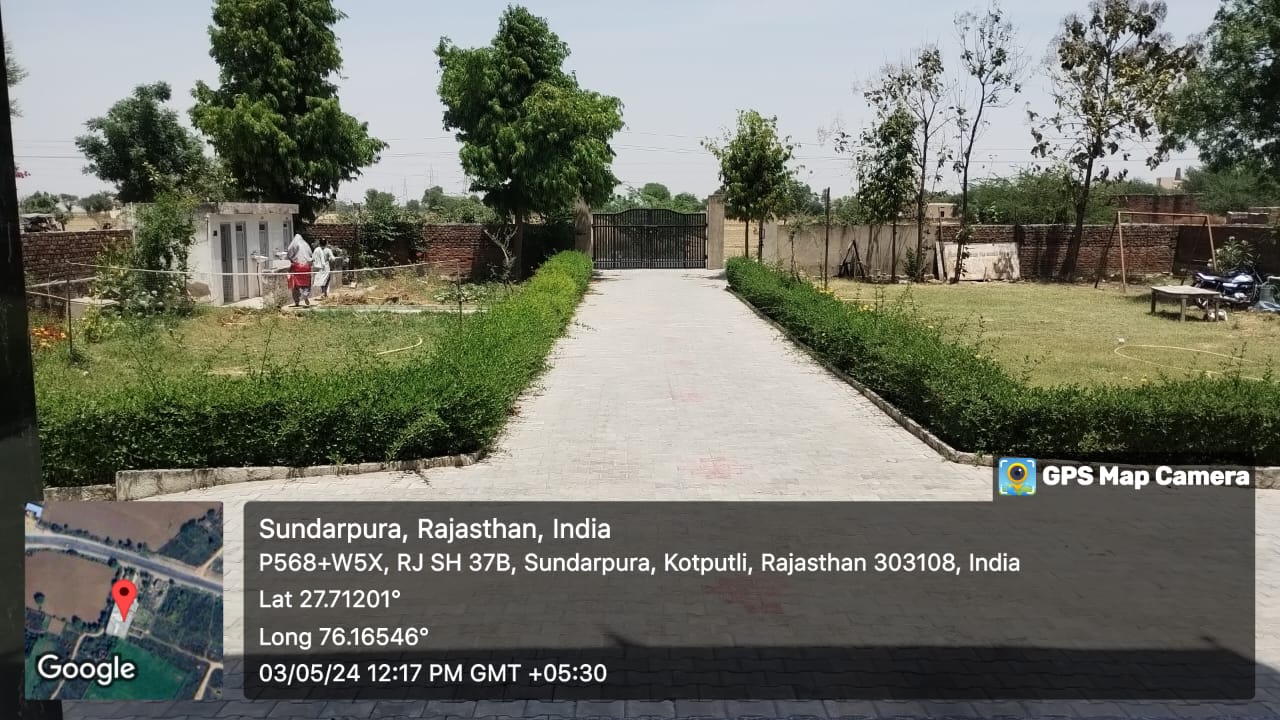 GPS Map Camera
Sundarpura, Rajasthan, India
P568+W5X, RJ SH 37B, Sundarpura, Kotputli, Rajasthan 303108, India
Lat 27.71201°
Long 76.16546°
03/05/24 12:17 PM GMT +05:30
Google